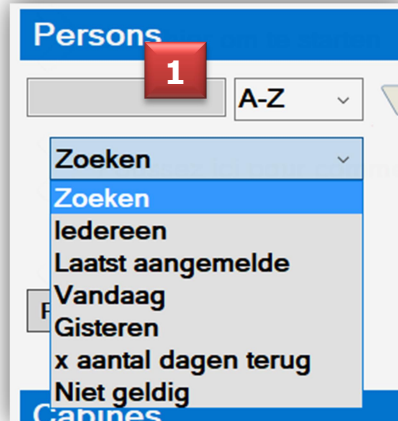 Persons
1
A-Z
Zoeken
Zoeken
Iedereen
Laatst aangemelde
Vandaag
Gisteren
x aantal dagen terug
Niet geldig
Cabines